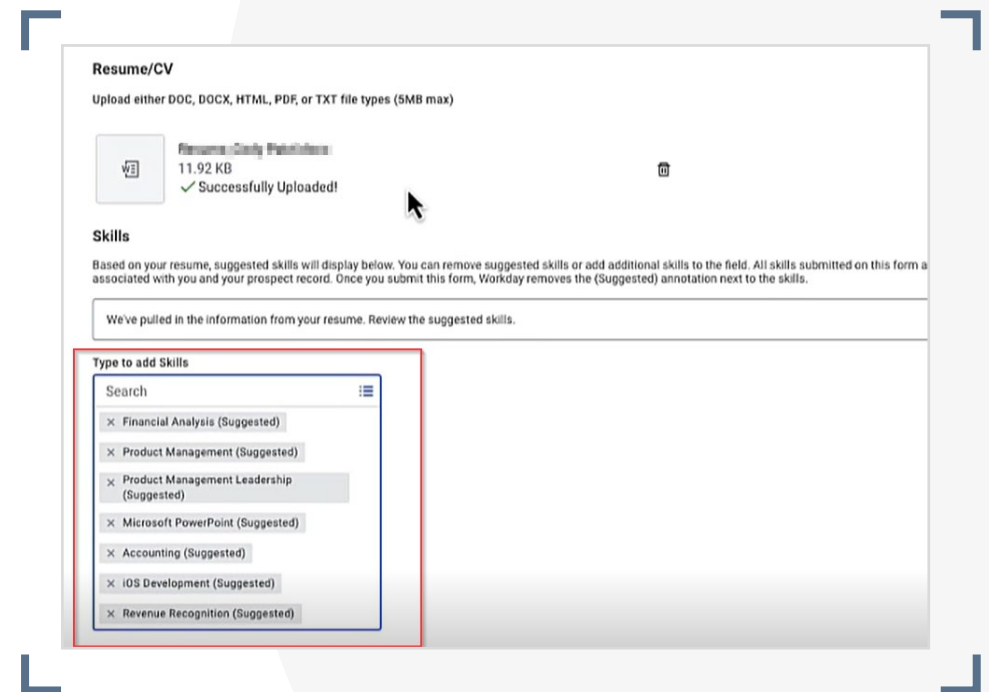 Resume/CV
Upload either DOC, DOCX, HTML, PDF, or TXT file types (5MB max)
11.92 KB
Successfully Uploaded!
Skills
Based on your resume, suggested skills will display below. You can remove suggested skills or add additional skills to the field. All skills submitted on this form a
associated with you and your prospect record. Once you submit this form, Workday removes the (Suggested) annotation next to the skills.
We've pulled in the information from your resume. Review the suggested skills.
Type to add Skills
Search
Financial Analysis (Suggested)
Product Management (Suggested)
Product Management Leadership
(Suggested)
Microsoft PowerPoint (Suggested)
Accounting (Suggested)
iOS Development (Suggested)
Revenue Recognition (Suggested)